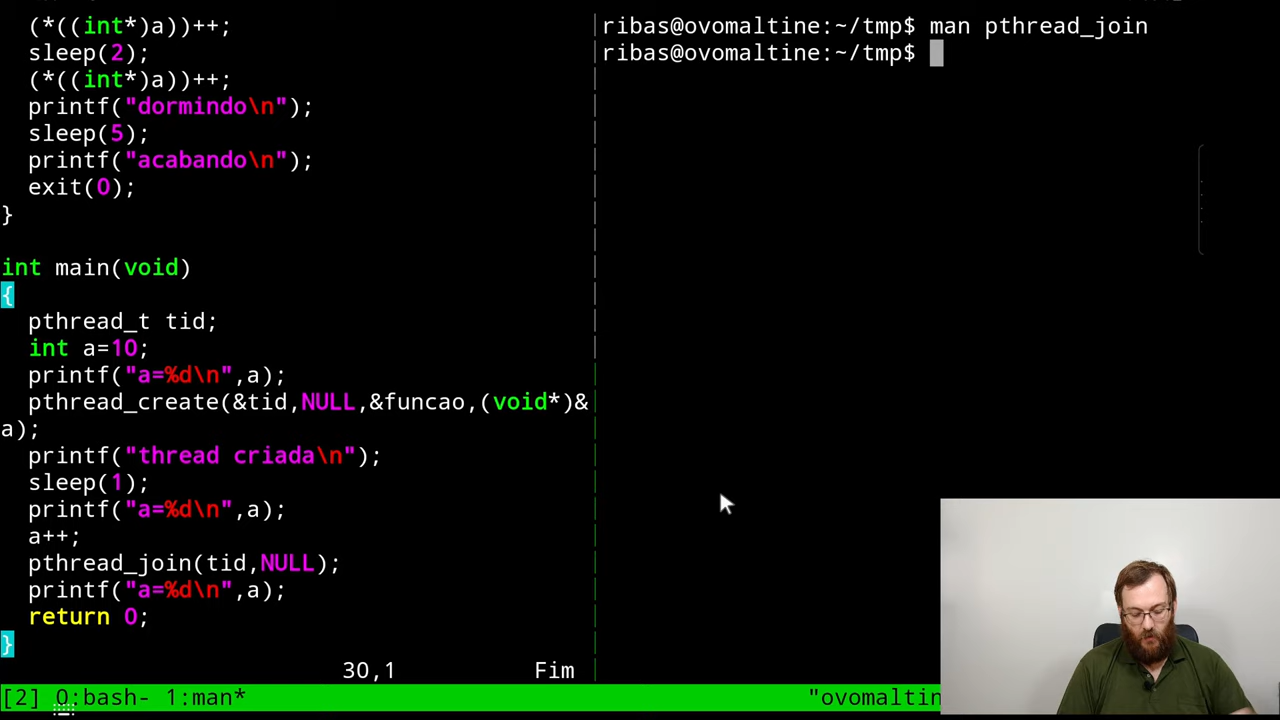 (*((int*)a))++;
sleep(2);
(*((int*)a))++;
printf("dormindo\n");
sleep(5);
printf("acabando\n");
exit(0);
}
int main(void)
{
pthread_t tid;
int a=10;
printf("a=%d\n",a);
pthread_create(&tid,NULL,&funcao,(void*)&
a);
printf("thread criada\n");
sleep(1);
printf("a=%d\n",a);
a++;
pthread_join(tid,NULL);
printf("a=%d\n",a);
return 0;
}
30,1 Fim
ribas@ovomaltine:~/tmp$ man pthread_join
ribas@ovomaltine:~/tmp$
[2] 0:bash- 1:man* "ovomaltin